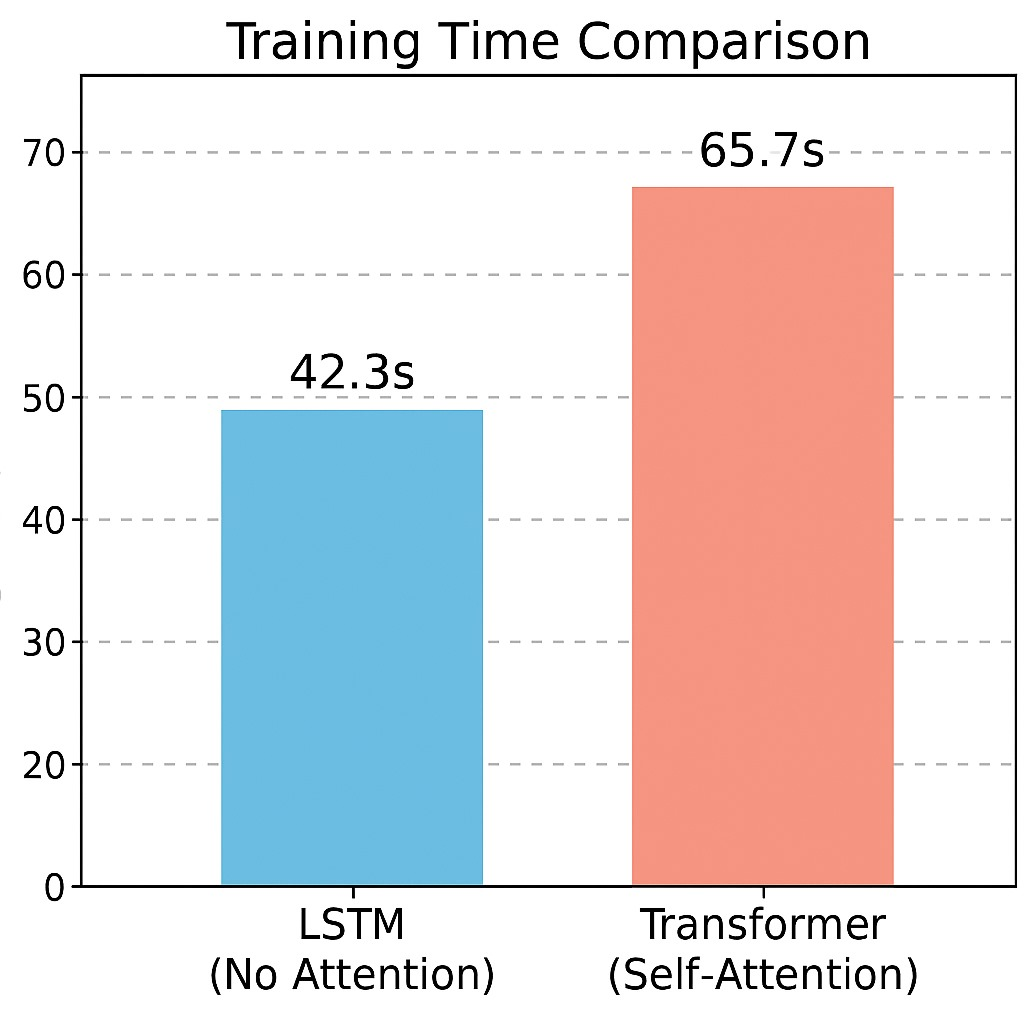 Training Time Comparison
70
65.7s
60
42.3s
50
40
30
20
0
LSTM
(No Attention)
Transformer
(Self-Attention)